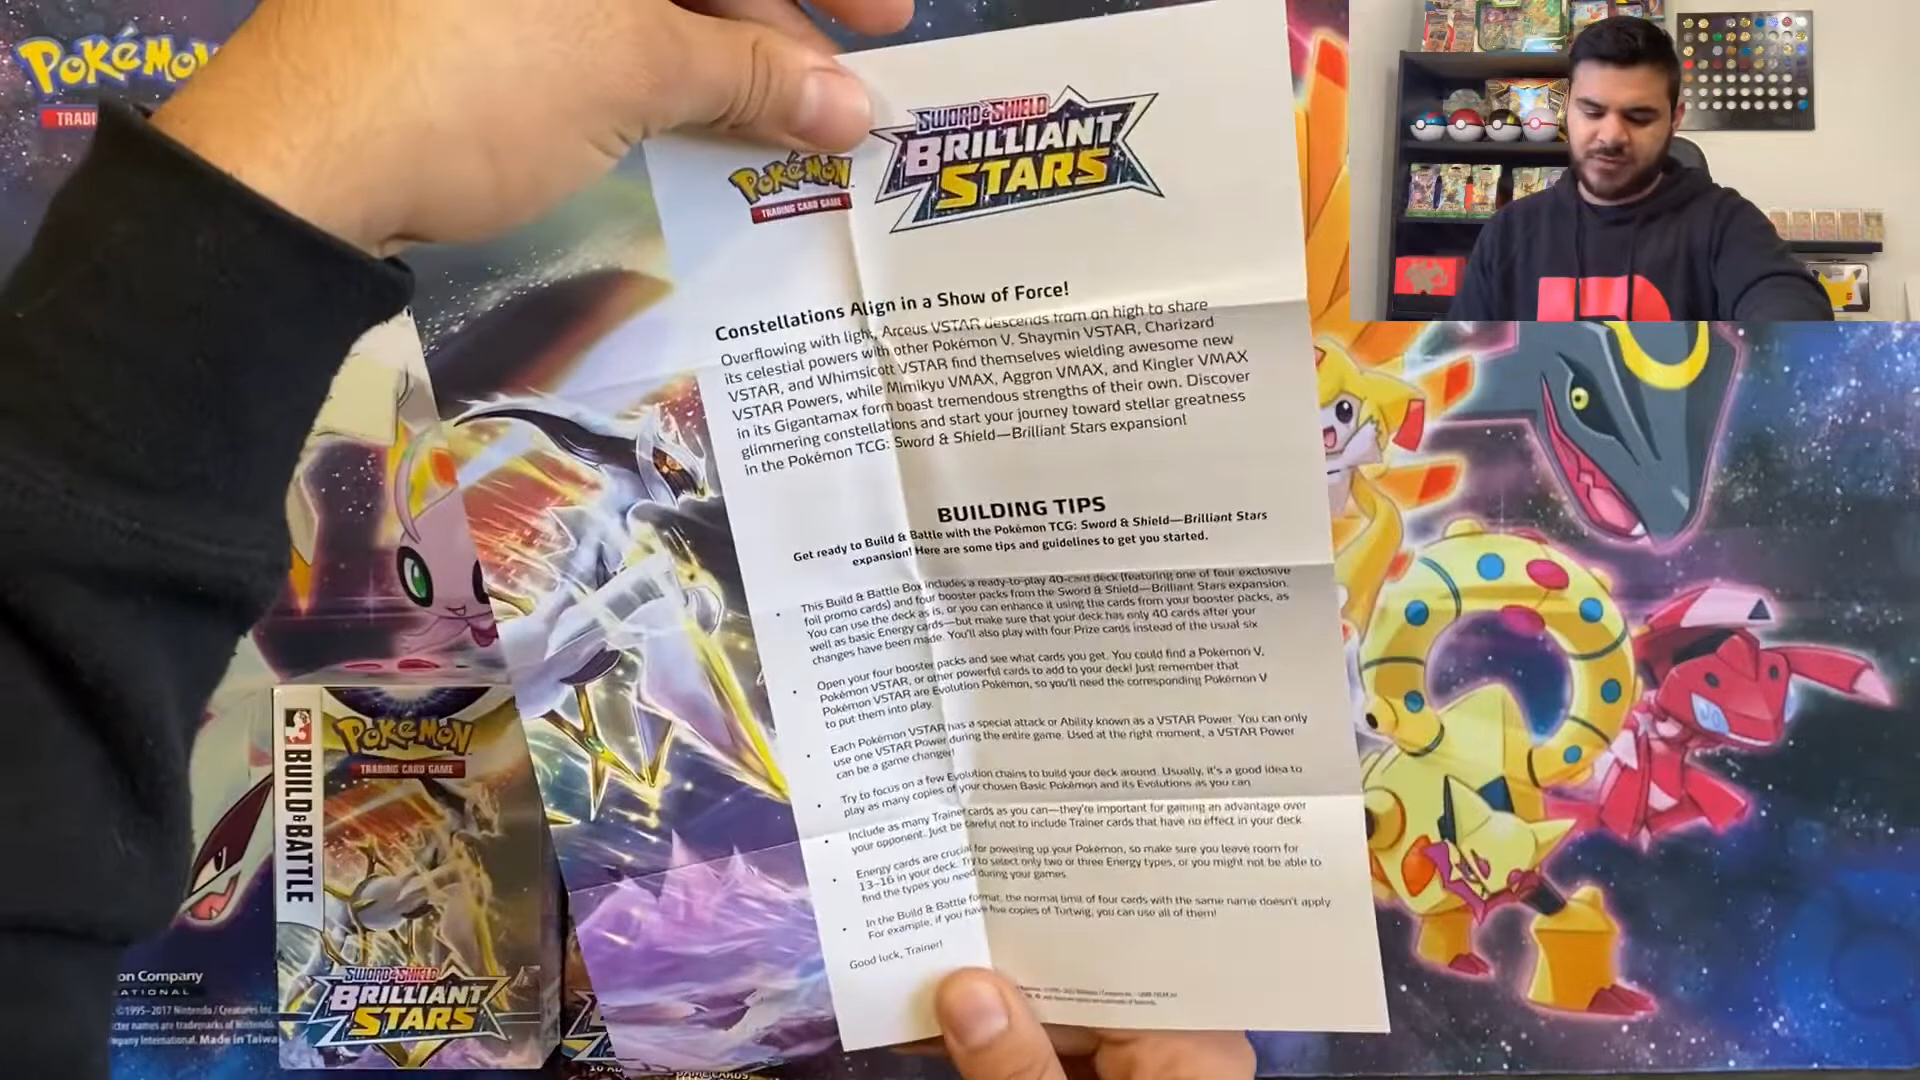 POKéMON
TRADI
SWORD & SHIELD
BRILLIANT
STARS
POKéMON
TRADING CARD GAME
Constellations Align in a Show of Force!
Overflowing with light, Arceus VSTAR descends from on high to share
its celestial powers with other Pokémon V. Shaymin VSTAR, Charizard
VSTAR, and Whimsicott VSTAR find themselves wielding awesome new
VSTAR Powers, while Mimikyu VMAX, Aggron VMAX, and Kingler VMAX
in its Gigantamax form boast tremendous strengths of their own. Discover
glimmering constellations and start your journey toward stellar greatness
in the Pokémon TCG: Sword & Shield—Brilliant Stars expansion!
BUILDING TIPS
Get ready to Build & Battle with the Pokémon TCG: Sword & Shield—Brilliant Stars
expansion! Here are some tips and guidelines to get you started.
• This Build & Battle Box includes a ready-to-play 40-card deck (featuring one of four exclusive
foil promo cards) and four booster packs from the Sword & Shield—Brilliant Stars expansion.
You can use the deck as is, or you can enhance it using the cards from your booster packs, as
well as basic Energy cards—but make sure that your deck has only 40 cards after your
changes have been made. You'll also play with four Prize cards instead of the usual six
• Open your four booster packs and see what cards you get. You could find a Pokémon V,
Pokémon VSTAR, or other powerful cards to add to your deck! Just remember that
Pokémon VSTAR are Evolution Pokémon, so you'll need the corresponding Pokémon V
to put them into play.
• Each Pokémon VSTAR has a special attack or Ability known as a VSTAR Power. You can only
use one VSTAR Power during the entire game. Used at the right moment, a VSTAR Power
can be a game changer!
• Try to focus on a few Evolution chains to build your deck around. Usually, it's a good idea to
play as many copies of your chosen Basic Pokémon and its Evolutions as you can
• Include as many Trainer cards as you can—they're important for gaining an advantage over
your opponent. Just be careful not to include Trainer cards that have no effect in your deck.
• Energy cards are crucial for powering up your Pokémon, so make sure you leave room for
13–16 in your deck. Try to select only two or three Energy types, or you might not be able to
find the types you need during your games.
• In the Build & Battle format, the normal limit of four cards with the same name doesn't apply
For example, if you have five copies of Turtwig, you can use all of them!
Good luck, Trainer!
BUILD & BATTLE
POKéMON
TRADING CARD GAME
SWORD & SHIELD
BRILLIANT
STARS
on Company
ATIONAL
©1995–2017 Nintendo / Creatures Inc.
cter names are trademarks of Nintendo.
mpany International. Made in Taiwa